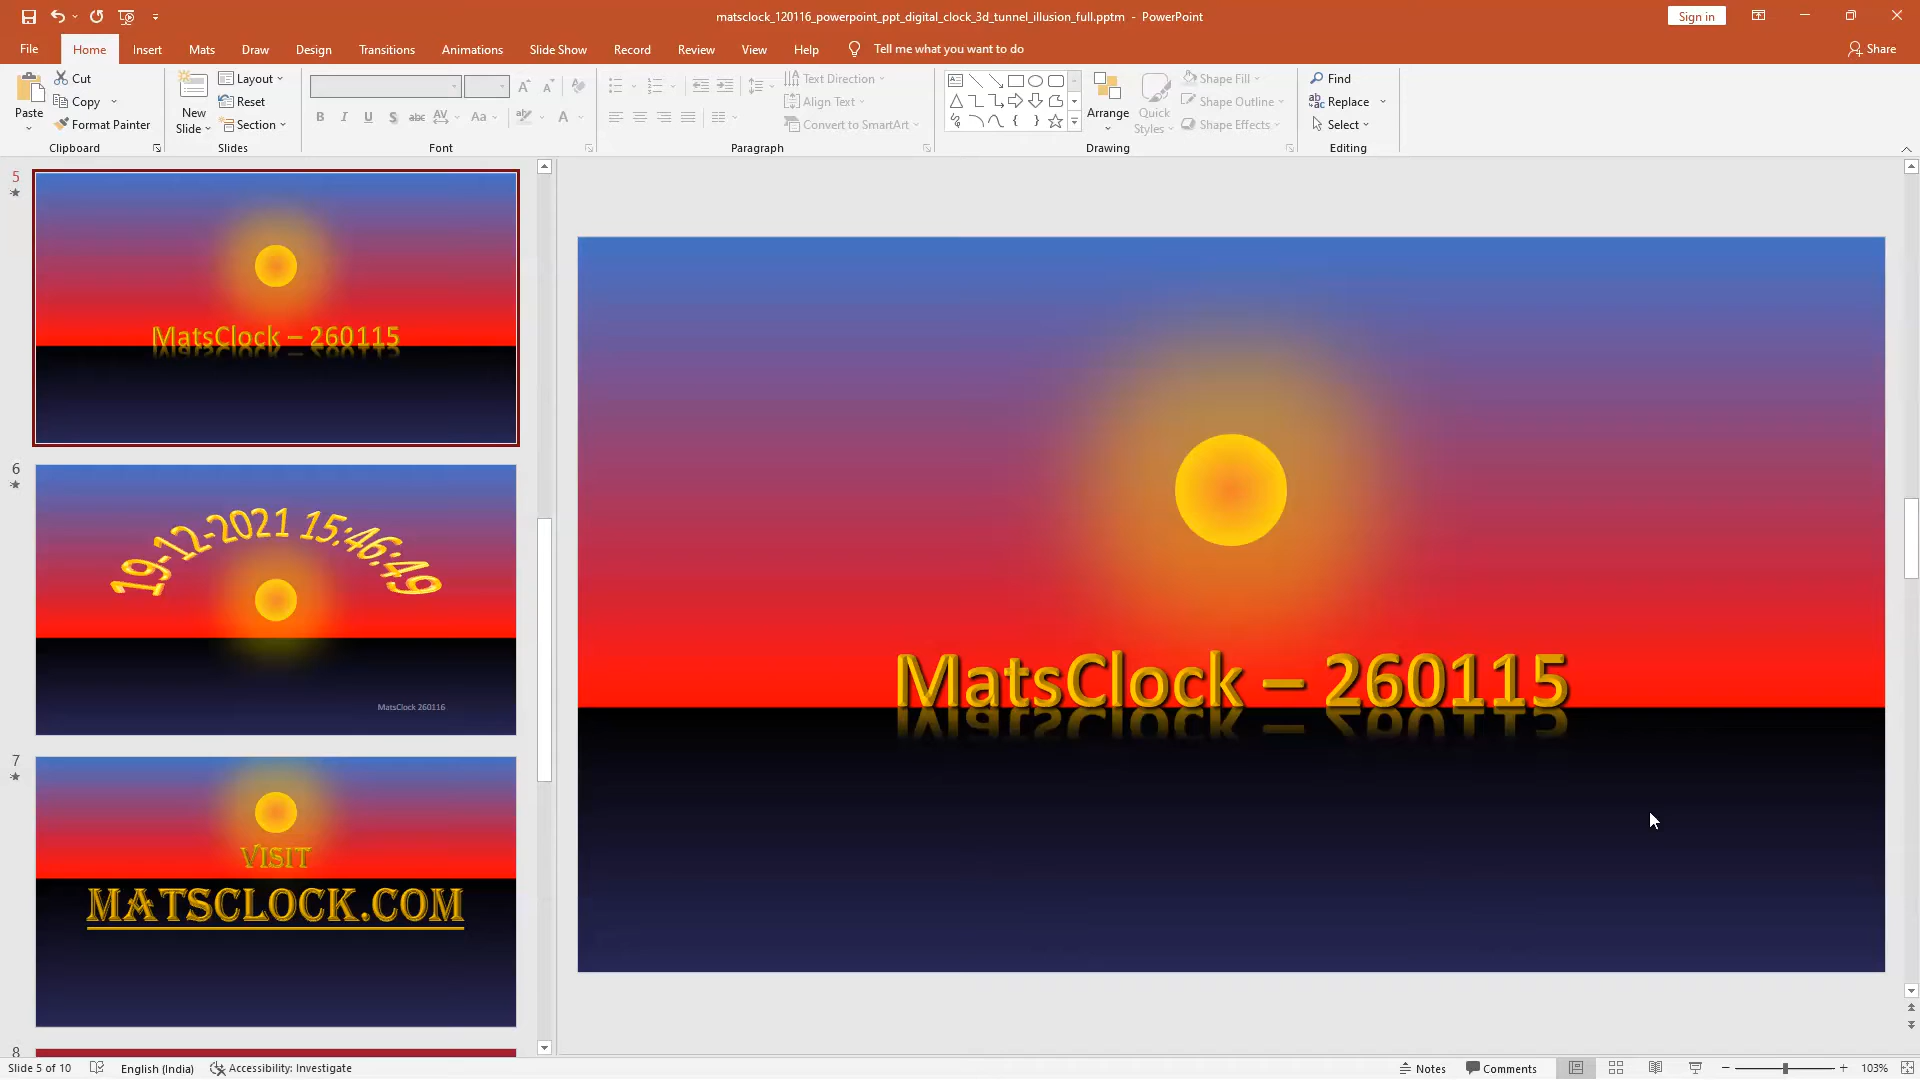 matsclock_120116_powerpoint_ppt_digital_clock_3d_tunnel_illusion_full.pptm - PowerPoint
Sign in
File Home Insert Mats Draw Design Transitions Animations Slide Show Record Review View Help Tell me what you want to do Share
Paste
Cut
Copy
Format Painter
Clipboard
New Slide
Layout
Reset
Section
Slides
B I U S abc AV Aa A
Font
Text Direction
Align Text
Convert to SmartArt
Paragraph
Arrange
Quick Styles
Shape Fill
Shape Outline
Shape Effects
Drawing
Find
Replace
Select
Editing
5
MatsClock – 260115
6
19-12-2021 15:46:49
MatsClock 260116
7
VISIT
MATSCLOCK.COM
8
MatsClock – 260115
Slide 5 of 10 English (India) Accessibility: Investigate Notes Comments 103%